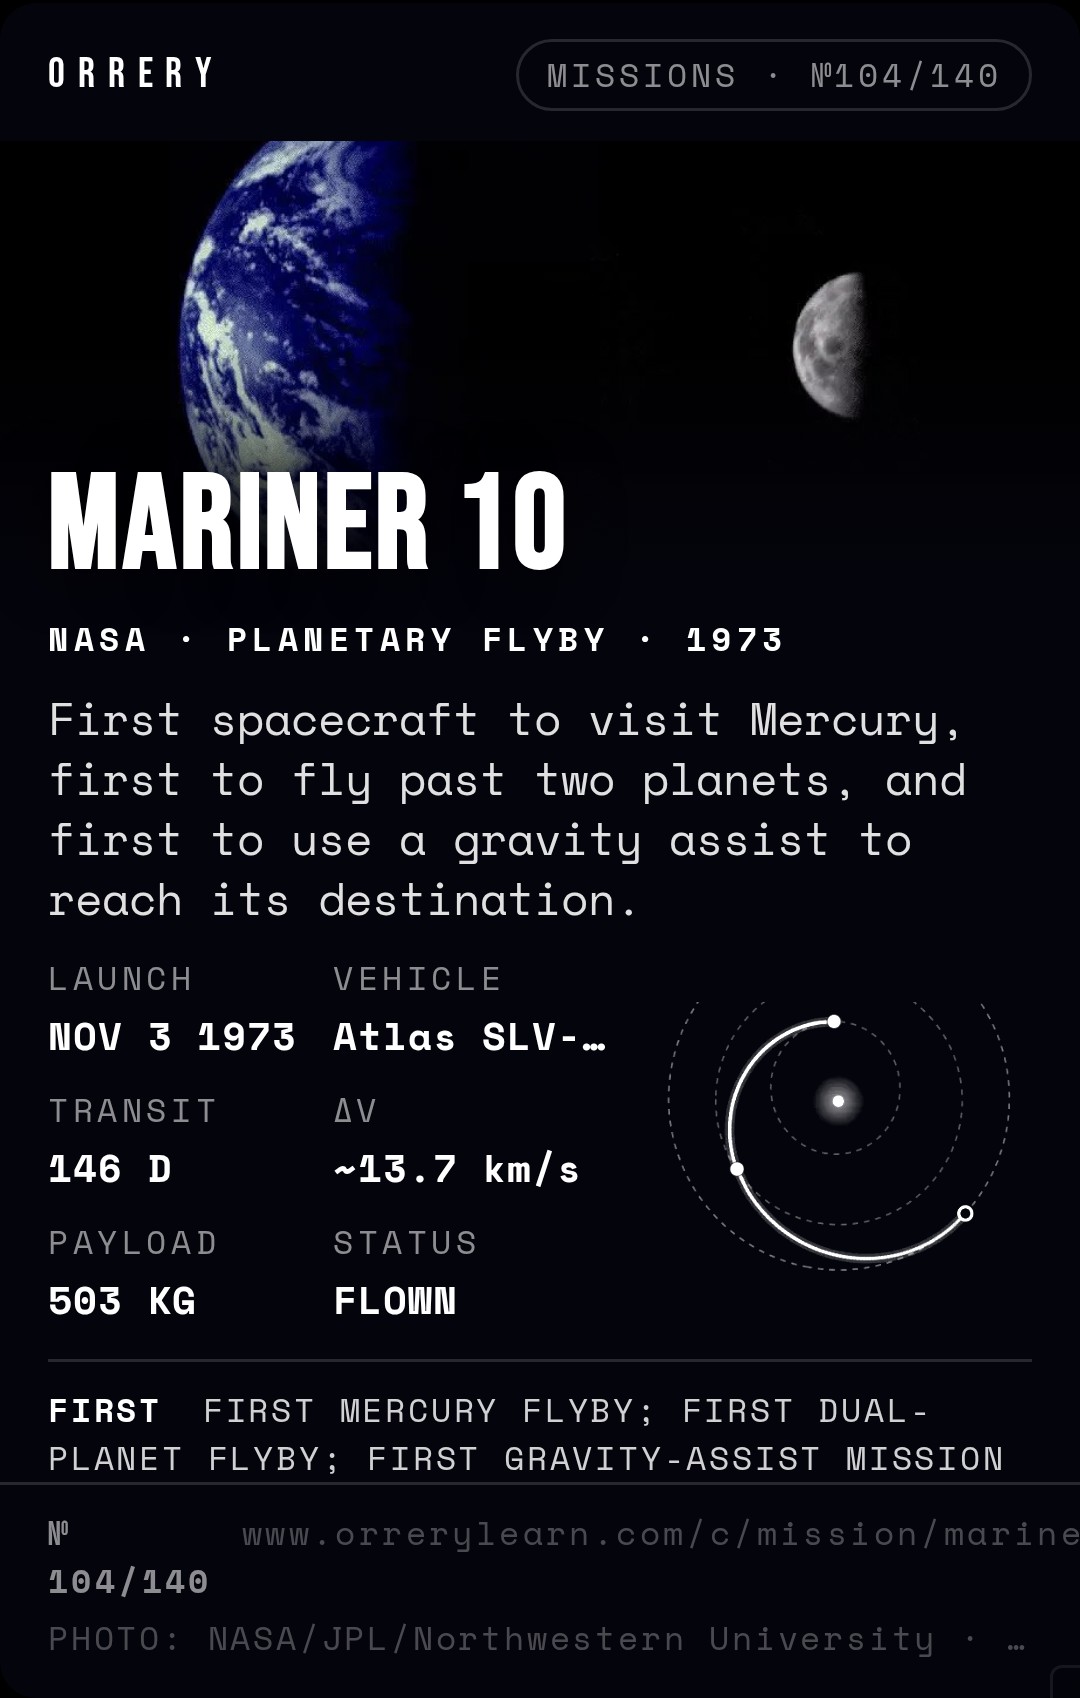 ORRERY
MISSIONS · №104/140
MARINER 10
NASA · PLANETARY FLYBY · 1973
First spacecraft to visit Mercury,
first to fly past two planets, and
first to use a gravity assist to
reach its destination.
LAUNCH VEHICLE
NOV 3 1973 Atlas SLV-…
TRANSIT ΔV
146 D ~13.7 km/s
PAYLOAD STATUS
503 KG FLOWN
FIRST FIRST MERCURY FLYBY; FIRST DUAL-
PLANET FLYBY; FIRST GRAVITY-ASSIST MISSION
№ www.orrerylearn.com/c/mission/marine
104/140
PHOTO: NASA/JPL/Northwestern University · …